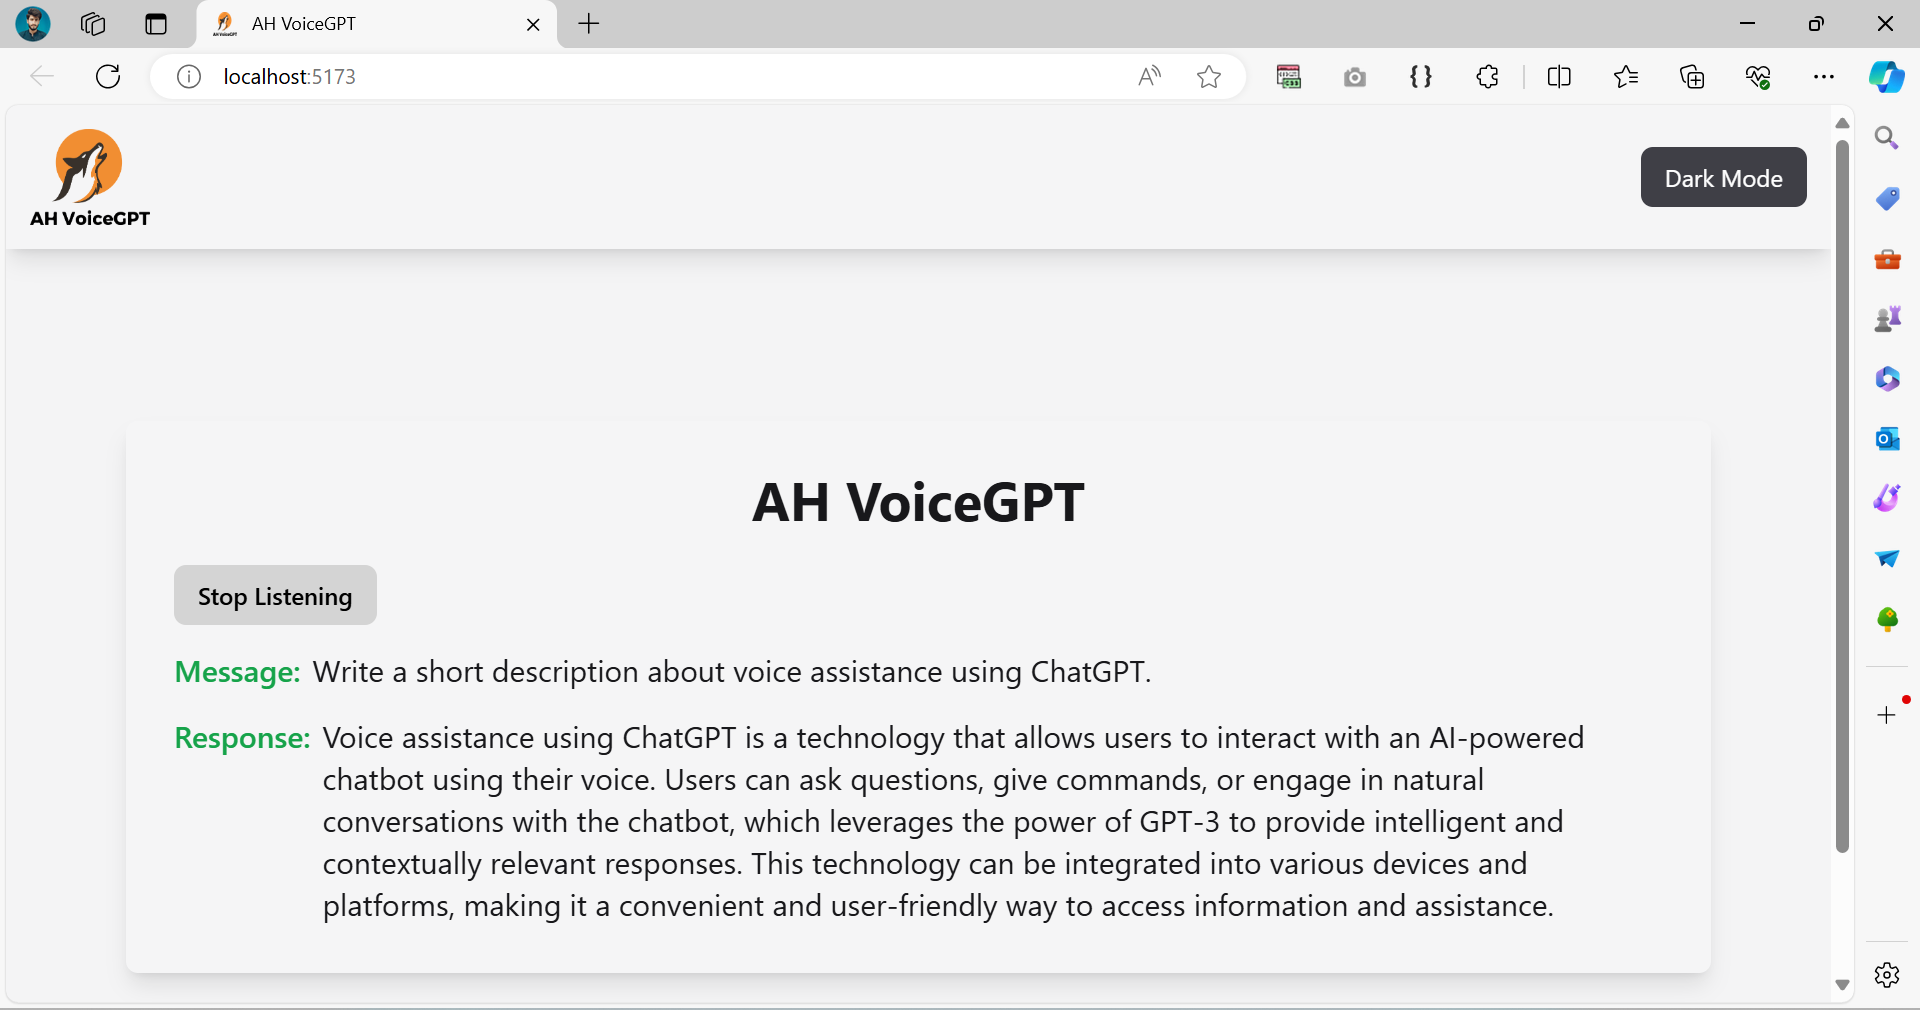 AH VoiceGPT
localhost:5173
AH VoiceGPT
Dark Mode
AH VoiceGPT
Stop Listening
Message: Write a short description about voice assistance using ChatGPT.
Response: Voice assistance using ChatGPT is a technology that allows users to interact with an AI-powered
chatbot using their voice. Users can ask questions, give commands, or engage in natural
conversations with the chatbot, which leverages the power of GPT-3 to provide intelligent and
contextually relevant responses. This technology can be integrated into various devices and
platforms, making it a convenient and user-friendly way to access information and assistance.